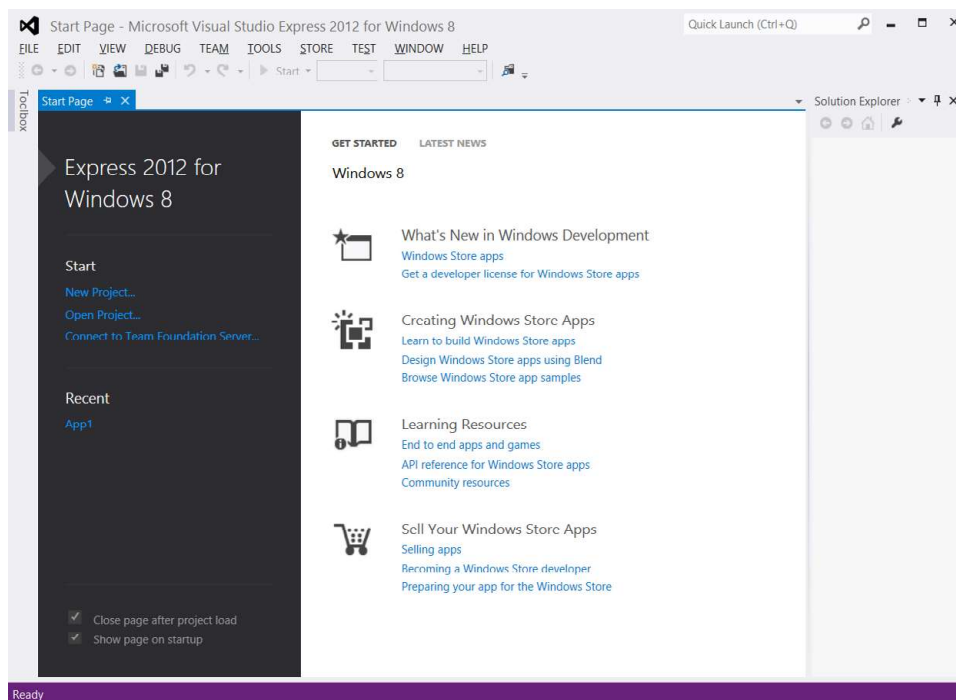 Start Page - Microsoft Visual Studio Express 2012 for Windows 8
Quick Launch (Ctrl+Q)
FILE EDIT VIEW DEBUG TEAM TOOLS STORE TEST WINDOW HELP
Start
Toolbox
Start Page
Solution Explorer
Express 2012 for
Windows 8
Start
New Project...
Open Project...
Connect to Team Foundation Server...
Recent
App1
Close page after project load
Show page on startup
GET STARTED LATEST NEWS
Windows 8
What's New in Windows Development
Windows Store apps
Get a developer license for Windows Store apps
Creating Windows Store Apps
Learn to build Windows Store apps
Design Windows Store apps using Blend
Browse Windows Store app samples
Learning Resources
End to end apps and games
API reference for Windows Store apps
Community resources
Sell Your Windows Store Apps
Selling apps
Becoming a Windows Store developer
Preparing your app for the Windows Store
Ready